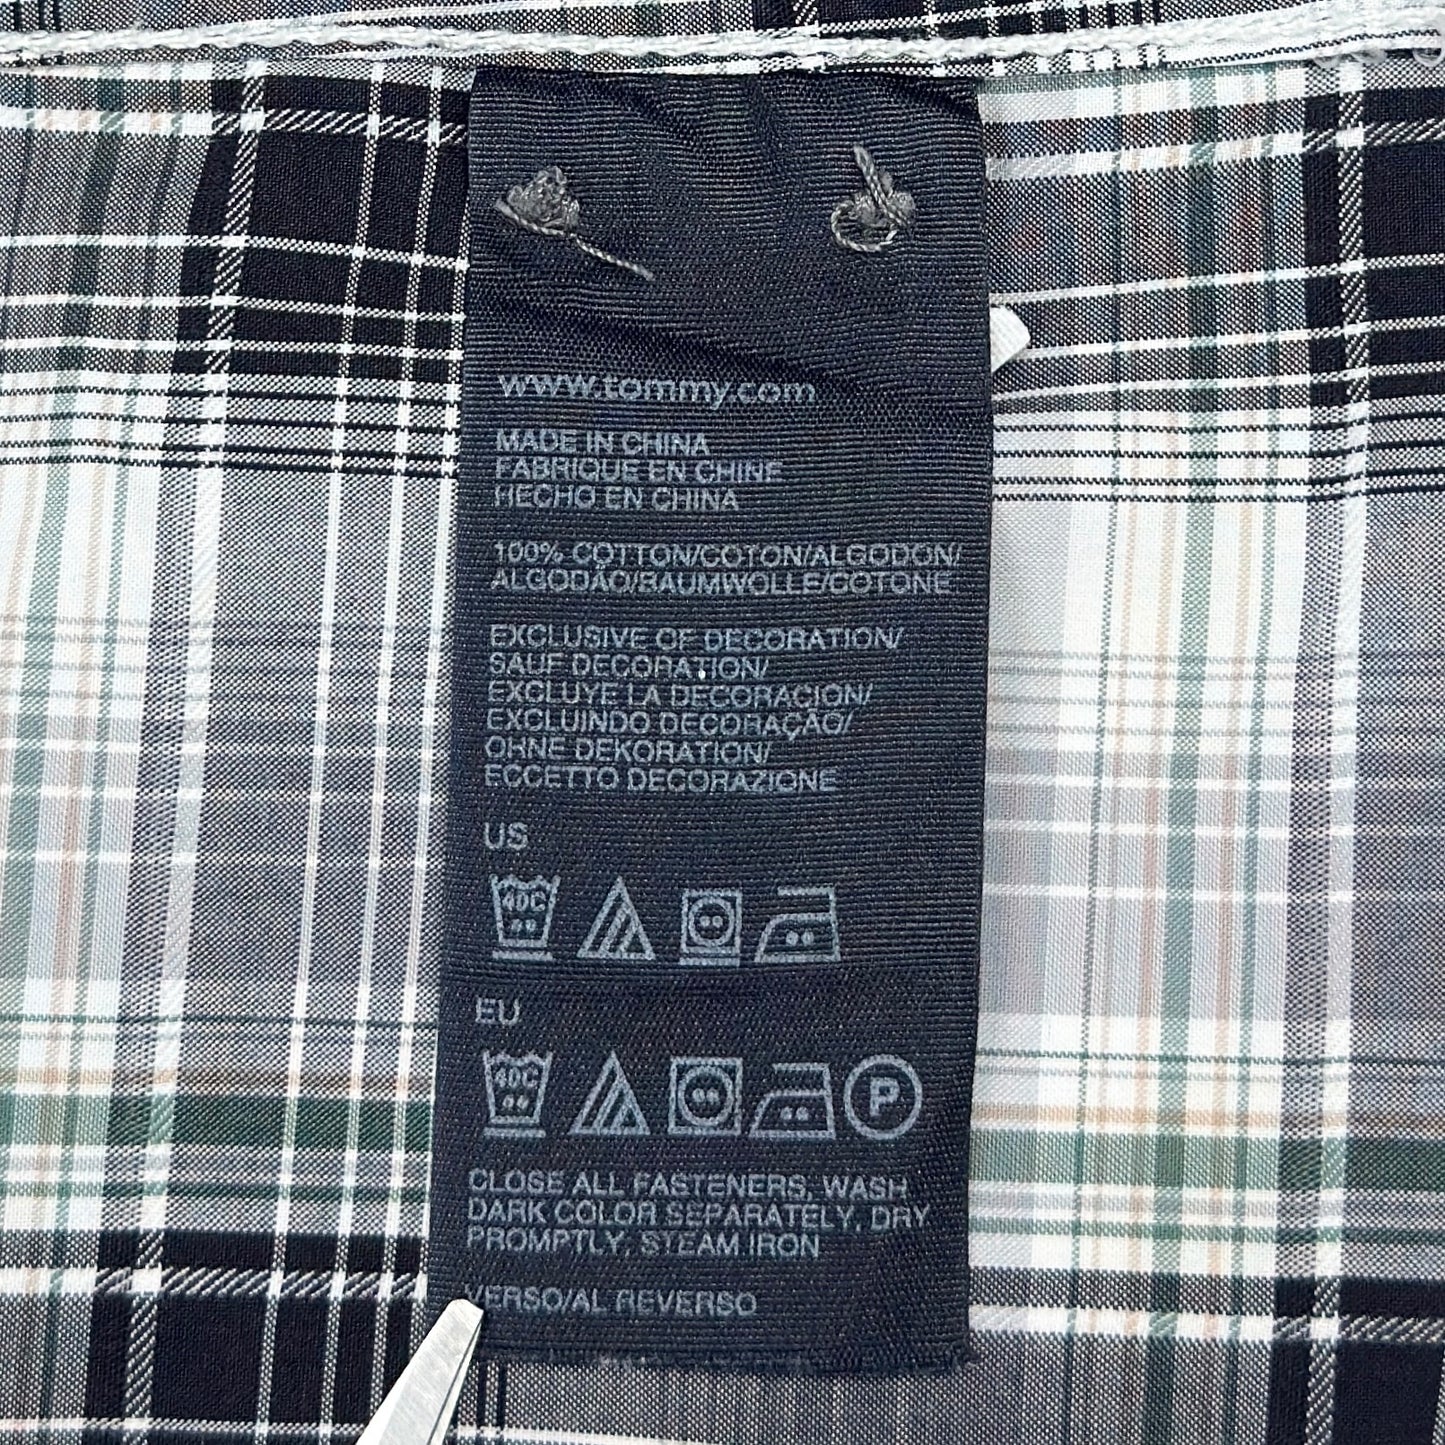 www.tommy.com
MADE IN CHINA
FABRIQUE EN CHINE
HECHO EN CHINA
100% COTTON/COTON/ALGODON/
ALGODÃO/BAUMWOLLE/COTONE
EXCLUSIVE OF DECORATION/
SAUF DECORATION/
EXCLUYE LA DECORACION/
EXCLUINDO DECORAÇÃO/
OHNE DEKORATION/
ECCETTO DECORAZIONE
US
40C
EU
40C
P
CLOSE ALL FASTENERS, WASH
DARK COLOR SEPARATELY, DRY
PROMPTLY, STEAM IRON
VERSO/AL REVERSO